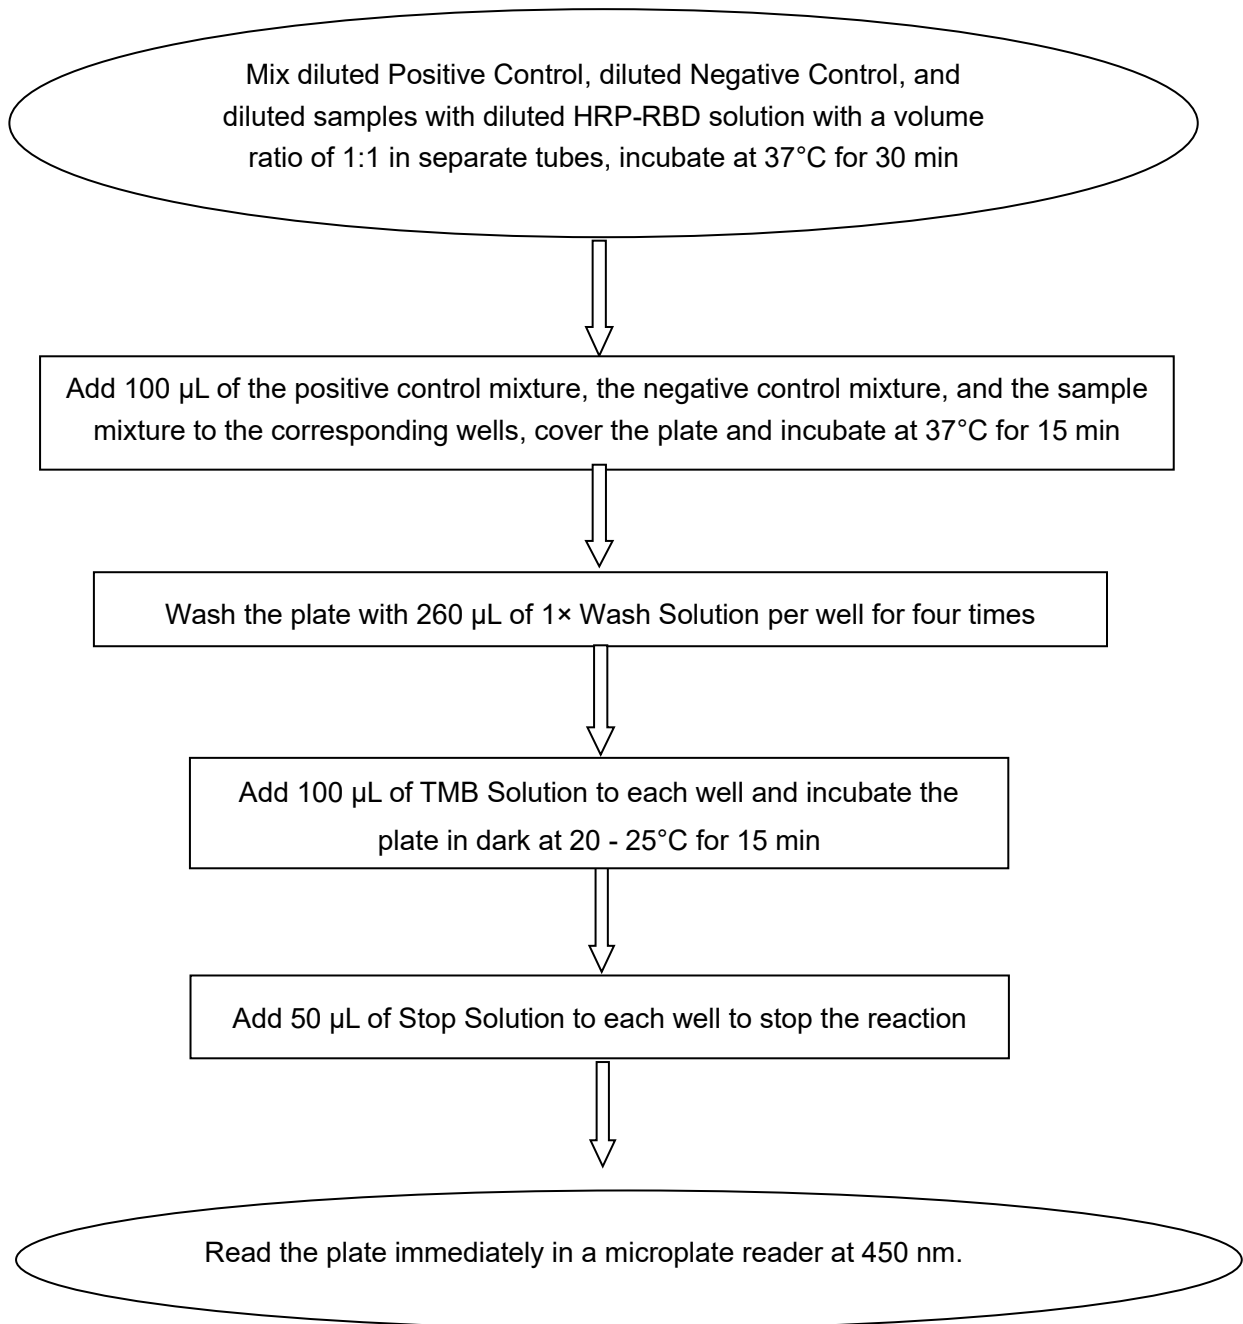 Mix diluted Positive Control, diluted Negative Control, and
diluted samples with diluted HRP-RBD solution with a volume
ratio of 1:1 in separate tubes, incubate at 37°C for 30 min
Add 100 µL of the positive control mixture, the negative control mixture, and the sample
mixture to the corresponding wells, cover the plate and incubate at 37°C for 15 min
Wash the plate with 260 µL of 1× Wash Solution per well for four times
Add 100 µL of TMB Solution to each well and incubate the
plate in dark at 20 - 25°C for 15 min
Add 50 µL of Stop Solution to each well to stop the reaction
Read the plate immediately in a microplate reader at 450 nm.